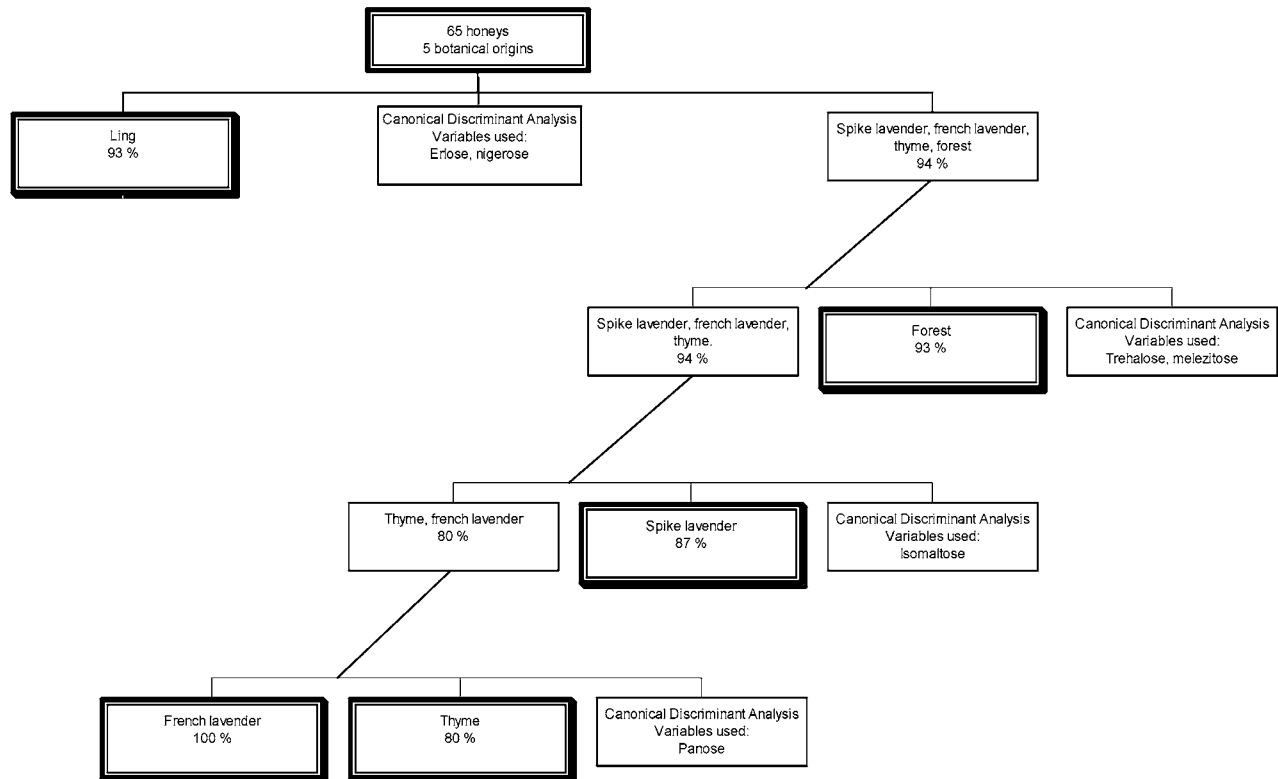 65 honeys
5 botanical origins
Ling
93 %
Canonical Discriminant Analysis
Variables used:
Erlose, nigerose
Spike lavender, french lavender,
thyme, forest
94 %
Spike lavender, french lavender,
thyme.
94 %
Forest
93 %
Canonical Discriminant Analysis
Variables used:
Trehalose, melezitose
Thyme, french lavender
80 %
Spike lavender
87 %
Canonical Discriminant Analysis
Variables used:
Isomaltose
French lavender
100 %
Thyme
80 %
Canonical Discriminant Analysis
Variables used:
Panose